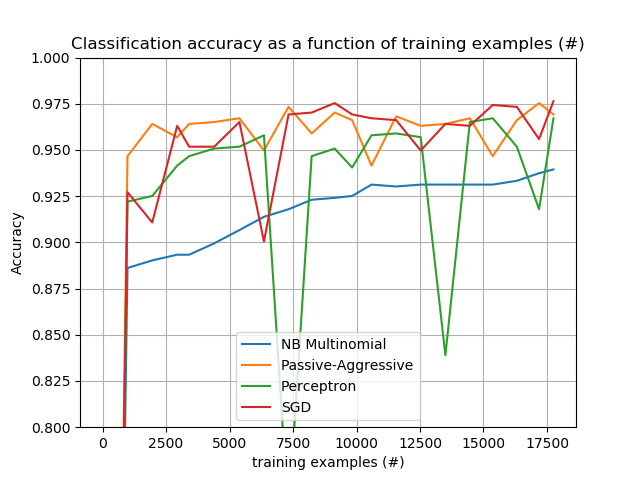 Classification accuracy as a function of training examples (#)
1.000
0.975
0.950
0.925
0.900
0.875
0.850
0.825
0.800
Accuracy
NB Multinomial
Passive-Aggressive
Perceptron
SGD
0 2500 5000 7500 10000 12500 15000 17500
training examples (#)